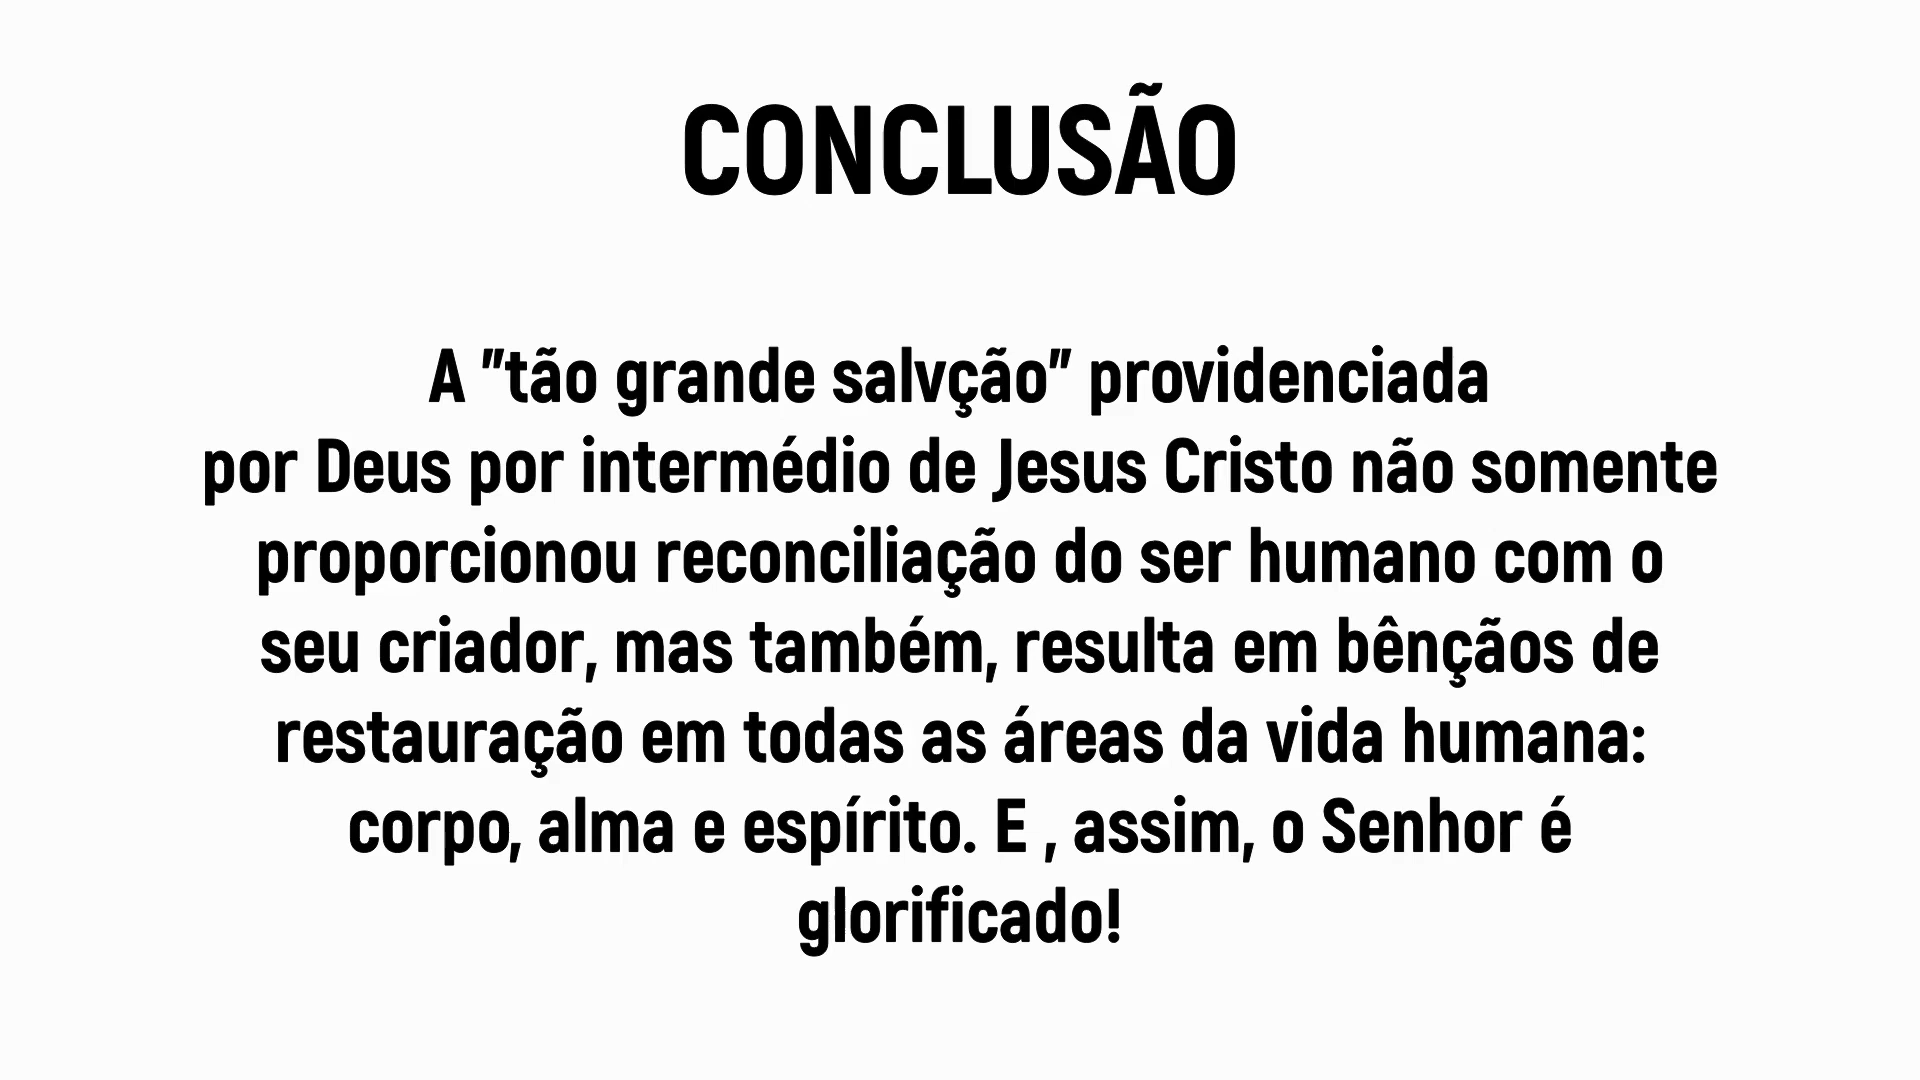 CONCLUSÃO
A "tão grande salvção" providenciada
por Deus por intermédio de Jesus Cristo não somente
proporcionou reconciliação do ser humano com o
seu criador, mas também, resulta em bênçãos de
restauração em todas as áreas da vida humana:
corpo, alma e espírito. E , assim, o Senhor é
glorificado!